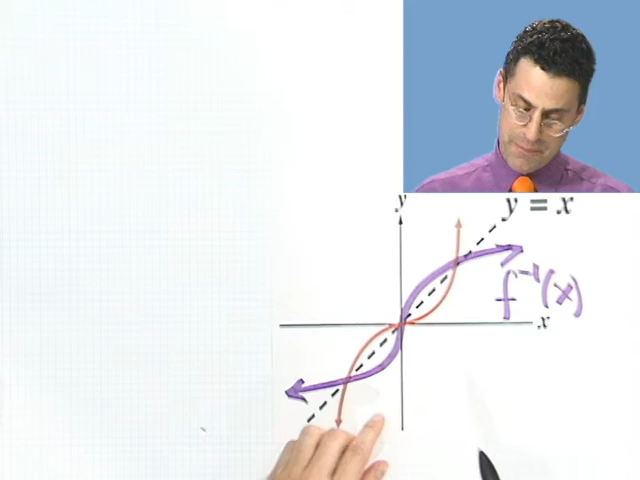 y
y = x
f⁻¹(x)
x